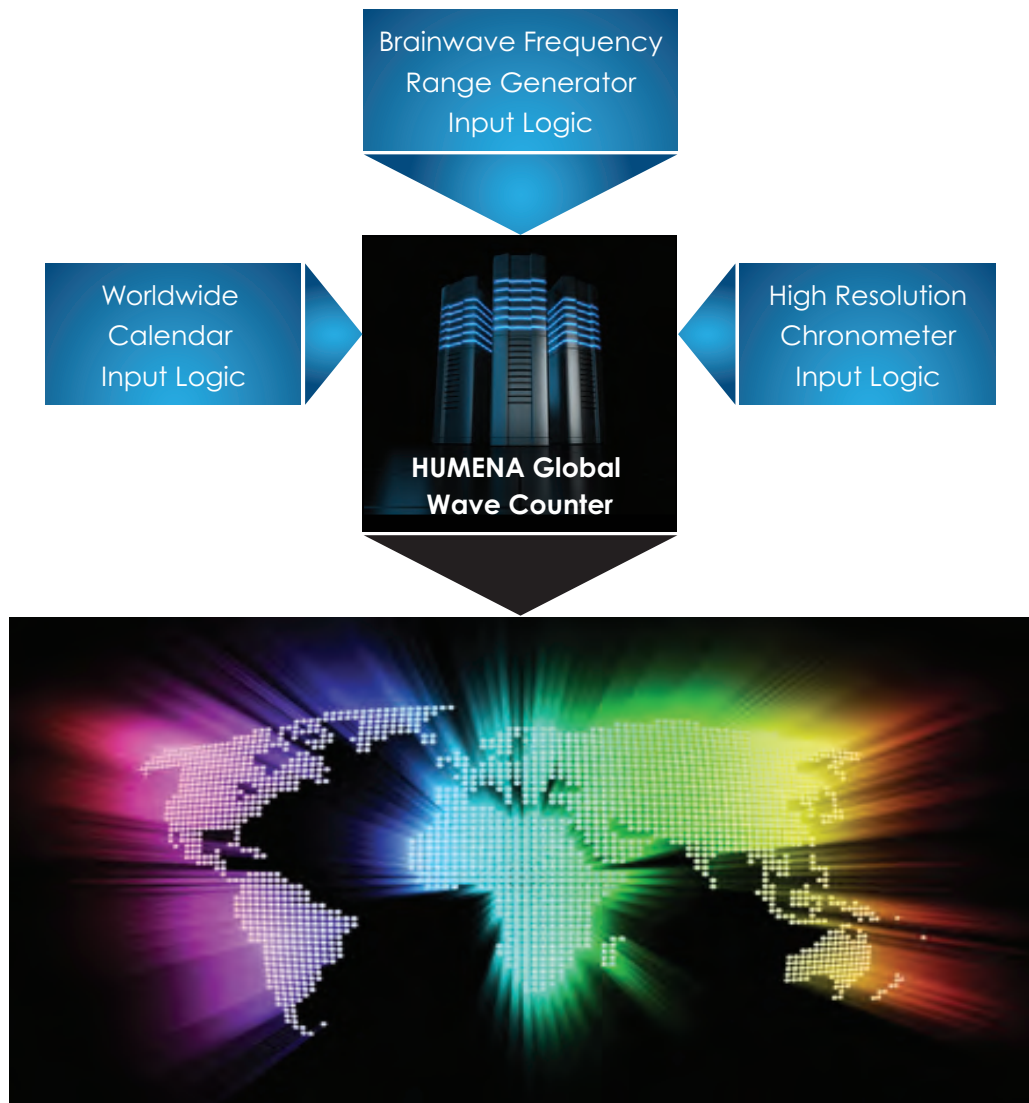 Brainwave Frequency
Range Generator
Input Logic
Worldwide
Calendar
Input Logic
High Resolution
Chronometer
Input Logic
HUMENA Global
Wave Counter